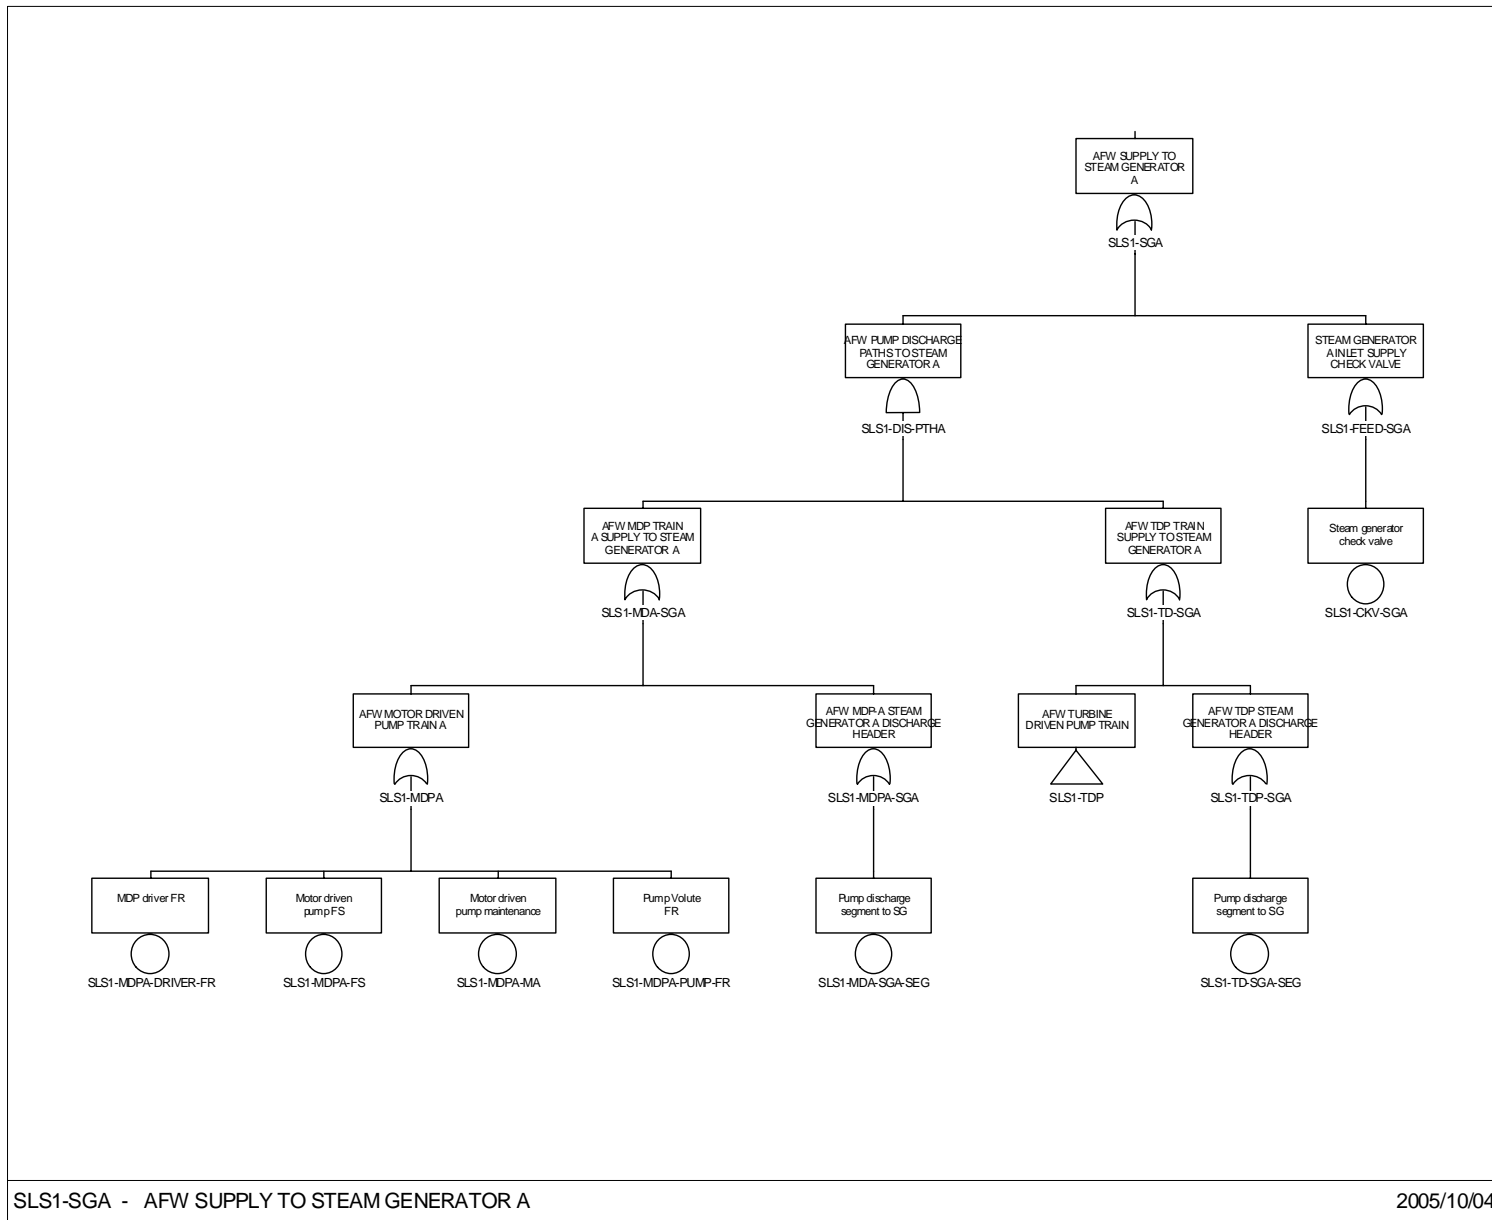 AFW SUPPLY TO
STEAM GENERATOR
A
SLS1-SGA
AFW PUMP DISCHARGE
PATHS TO STEAM
GENERATOR A
SLS1-DIS-PTHA
STEAM GENERATOR
A INLET SUPPLY
CHECK VALVE
SLS1-FEED-SGA
AFW MDP TRAIN
A SUPPLY TO STEAM
GENERATOR A
SLS1-MDA-SGA
AFW TDP TRAIN
SUPPLY TO STEAM
GENERATOR A
SLS1-TD-SGA
Steam generator
check valve
SLS1-CKV-SGA
AFW MOTOR DRIVEN
PUMP TRAIN A
SLS1-MDPA
AFW MDP-A STEAM
GENERATOR A DISCHARGE
HEADER
SLS1-MDPA-SGA
AFW TURBINE
DRIVEN PUMP TRAIN
SLS1-TDP
AFW TDP STEAM
GENERATOR A DISCHARGE
HEADER
SLS1-TDP-SGA
MDP driver FR
SLS1-MDPA-DRIVER-FR
Motor driven
pump FS
SLS1-MDPA-FS
Motor driven
pump maintenance
SLS1-MDPA-MA
Pump Volute
FR
SLS1-MDPA-PUMP-FR
Pump discharge
segment to SG
SLS1-MDA-SGA-SEG
Pump discharge
segment to SG
SLS1-TD-SGA-SEG
SLS1-SGA - AFW SUPPLY TO STEAM GENERATOR A
2005/10/04